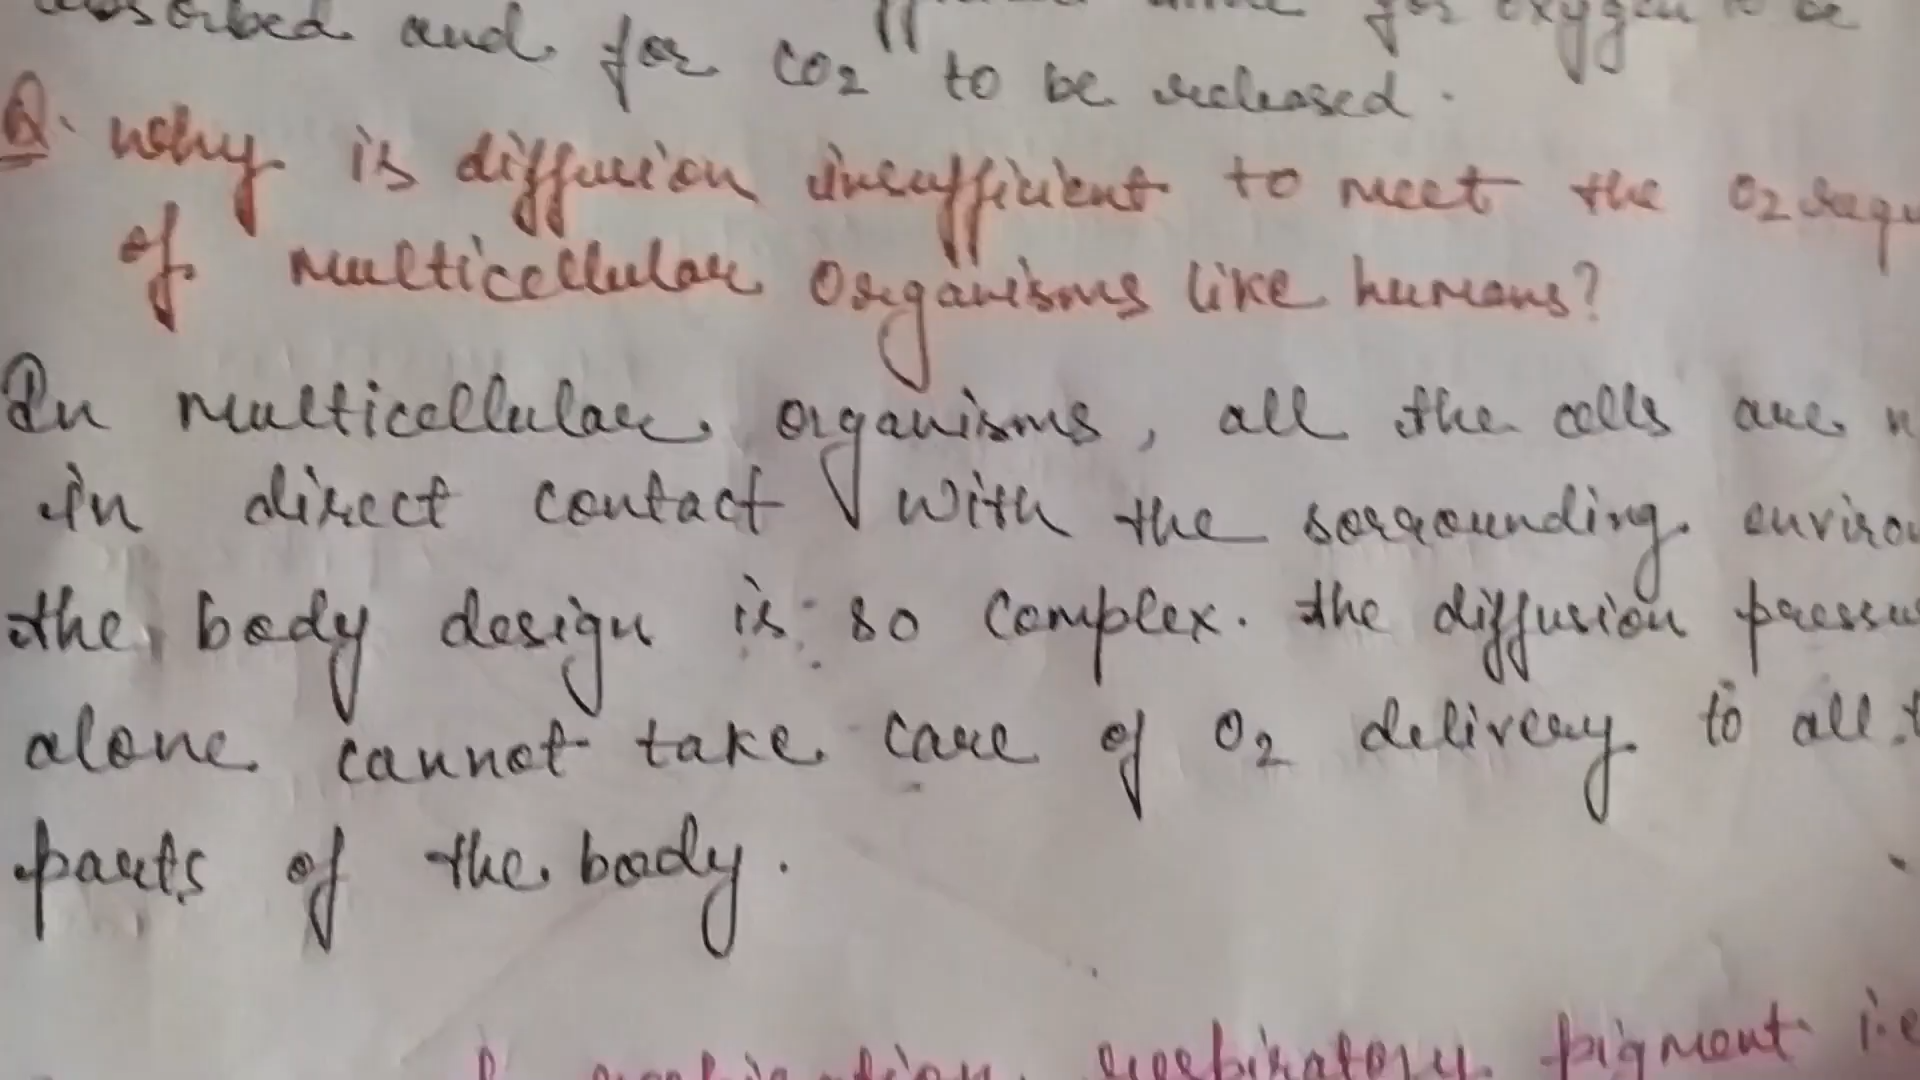 and for CO2 to be released.
Q. Why is diffusion insufficient to meet the O2
of multicellular organisms like humans?
In multicellular organisms, all the cells are
in direct contact with the sorrounding
the body design is so complex. the diffusion
alone cannot take care of O2 delivery to all
parts of the body.
respiratory pigment i.e